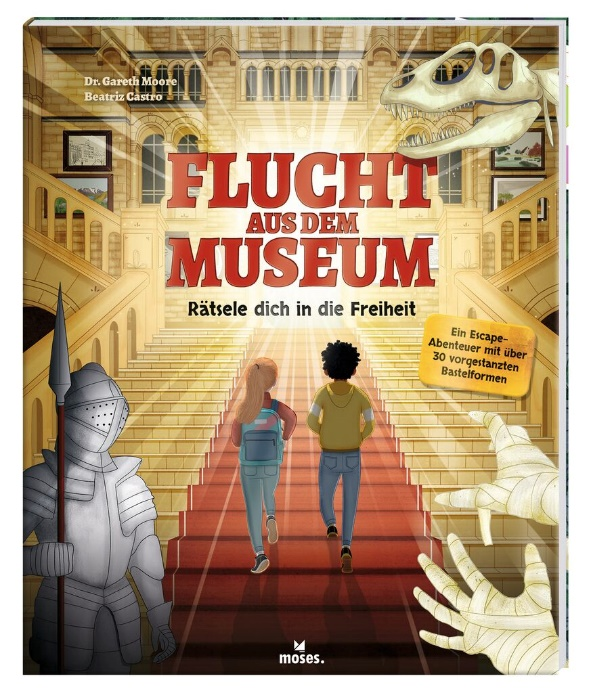 Dr. Gareth Moore
Beatriz Castro
FLUCHT
AUS DEM
MUSEUM
Rätsele dich in die Freiheit
Ein Escape-
Abenteuer mit über
30 vorgestanzten
Bastelformen
moses.